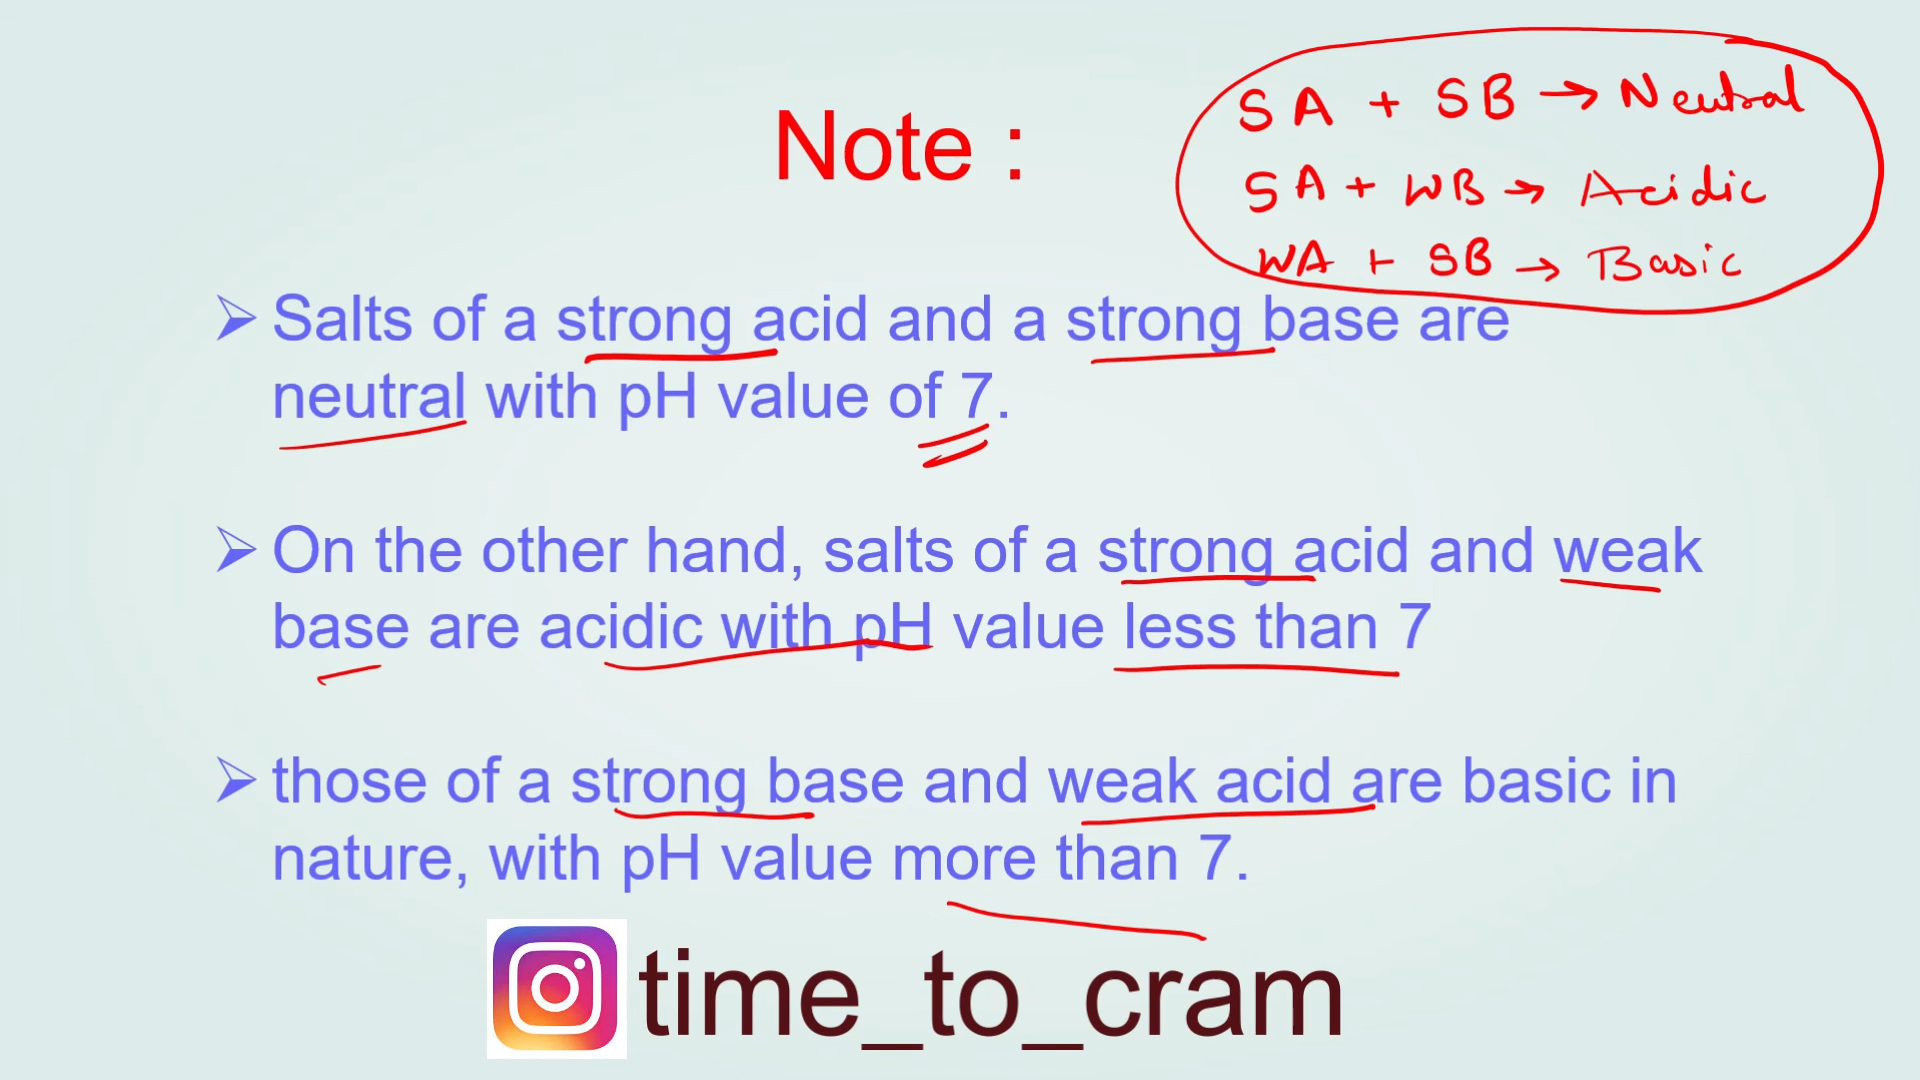 Note :
SA + SB → Neutral
SA + WB → Acidic
WA + SB → Basic
➢ Salts of a strong acid and a strong base are
neutral with pH value of 7.
➢ On the other hand, salts of a strong acid and weak
base are acidic with pH value less than 7
➢ those of a strong base and weak acid are basic in
nature, with pH value more than 7.
time_to_cram